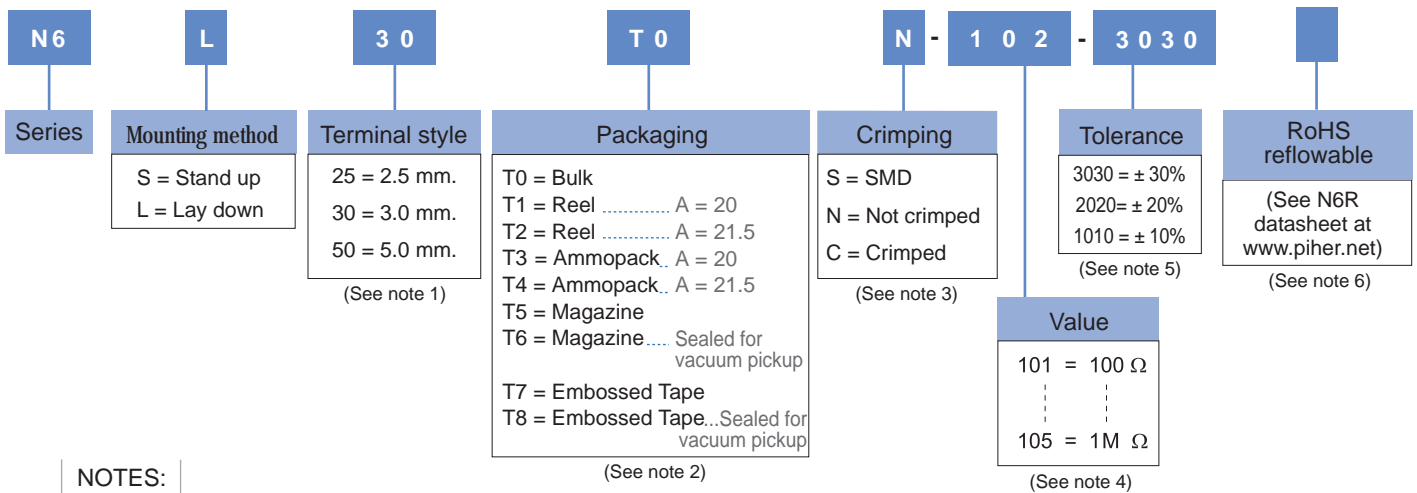 N6 L 30 T0 N - 102 - 3030
Series
Mounting method
S = Stand up
L = Lay down
Terminal style
25 = 2.5 mm.
30 = 3.0 mm.
50 = 5.0 mm.
(See note 1)
Packaging
T0 = Bulk
T1 = Reel ........... A = 20
T2 = Reel ........... A = 21.5
T3 = Ammopack.. A = 20
T4 = Ammopack... A = 21.5
T5 = Magazine
T6 = Magazine ..... Sealed for
vacuum pickup
T7 = Embossed Tape
T8 = Embossed Tape...Sealed for
vacuum pickup
(See note 2)
Crimping
S = SMD
N = Not crimped
C = Crimped
(See note 3)
Value
101 = 100 Ω
105 = 1M Ω
(See note 4)
Tolerance
3030 = ± 30%
2020= ± 20%
1010 = ± 10%
(See note 5)
RoHS
reflowable
(See N6R
datasheet at
www.piher.net)
(See note 6)
NOTES: